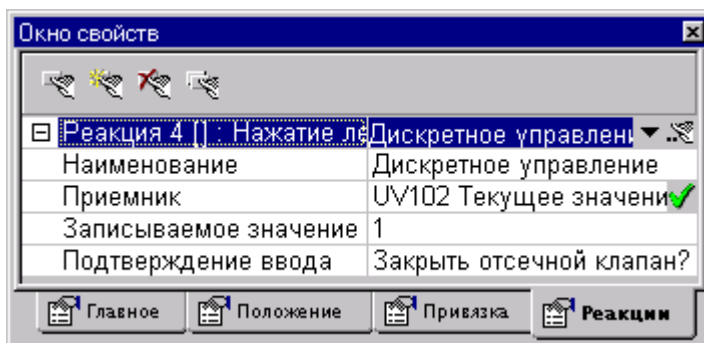 Окно свойств
Реакция 4 [] : Нажатие ле Дискретное управлени
Наименование Дискретное управление
Приемник UV102 Текущее значени
Записываемое значение 1
Подтверждение ввода Закрыть отсечной клапан?
Главное Положение Привязка Реакции